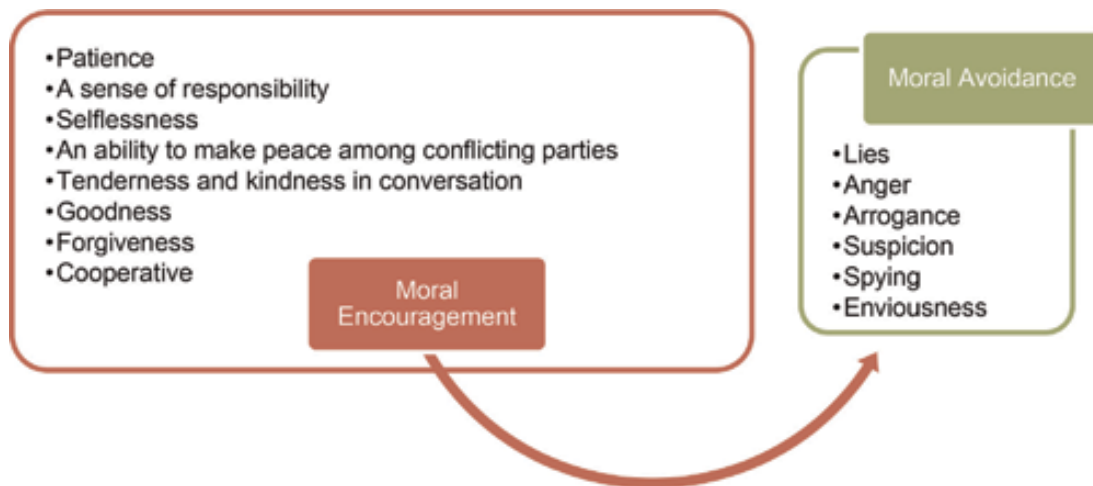 •Patience
•A sense of responsibility
•Selflessness
•An ability to make peace among conflicting parties
•Tenderness and kindness in conversation
•Goodness
•Forgiveness
•Cooperative
Moral
Encouragement
Moral Avoidance
•Lies
•Anger
•Arrogance
•Suspicion
•Spying
•Enviousness